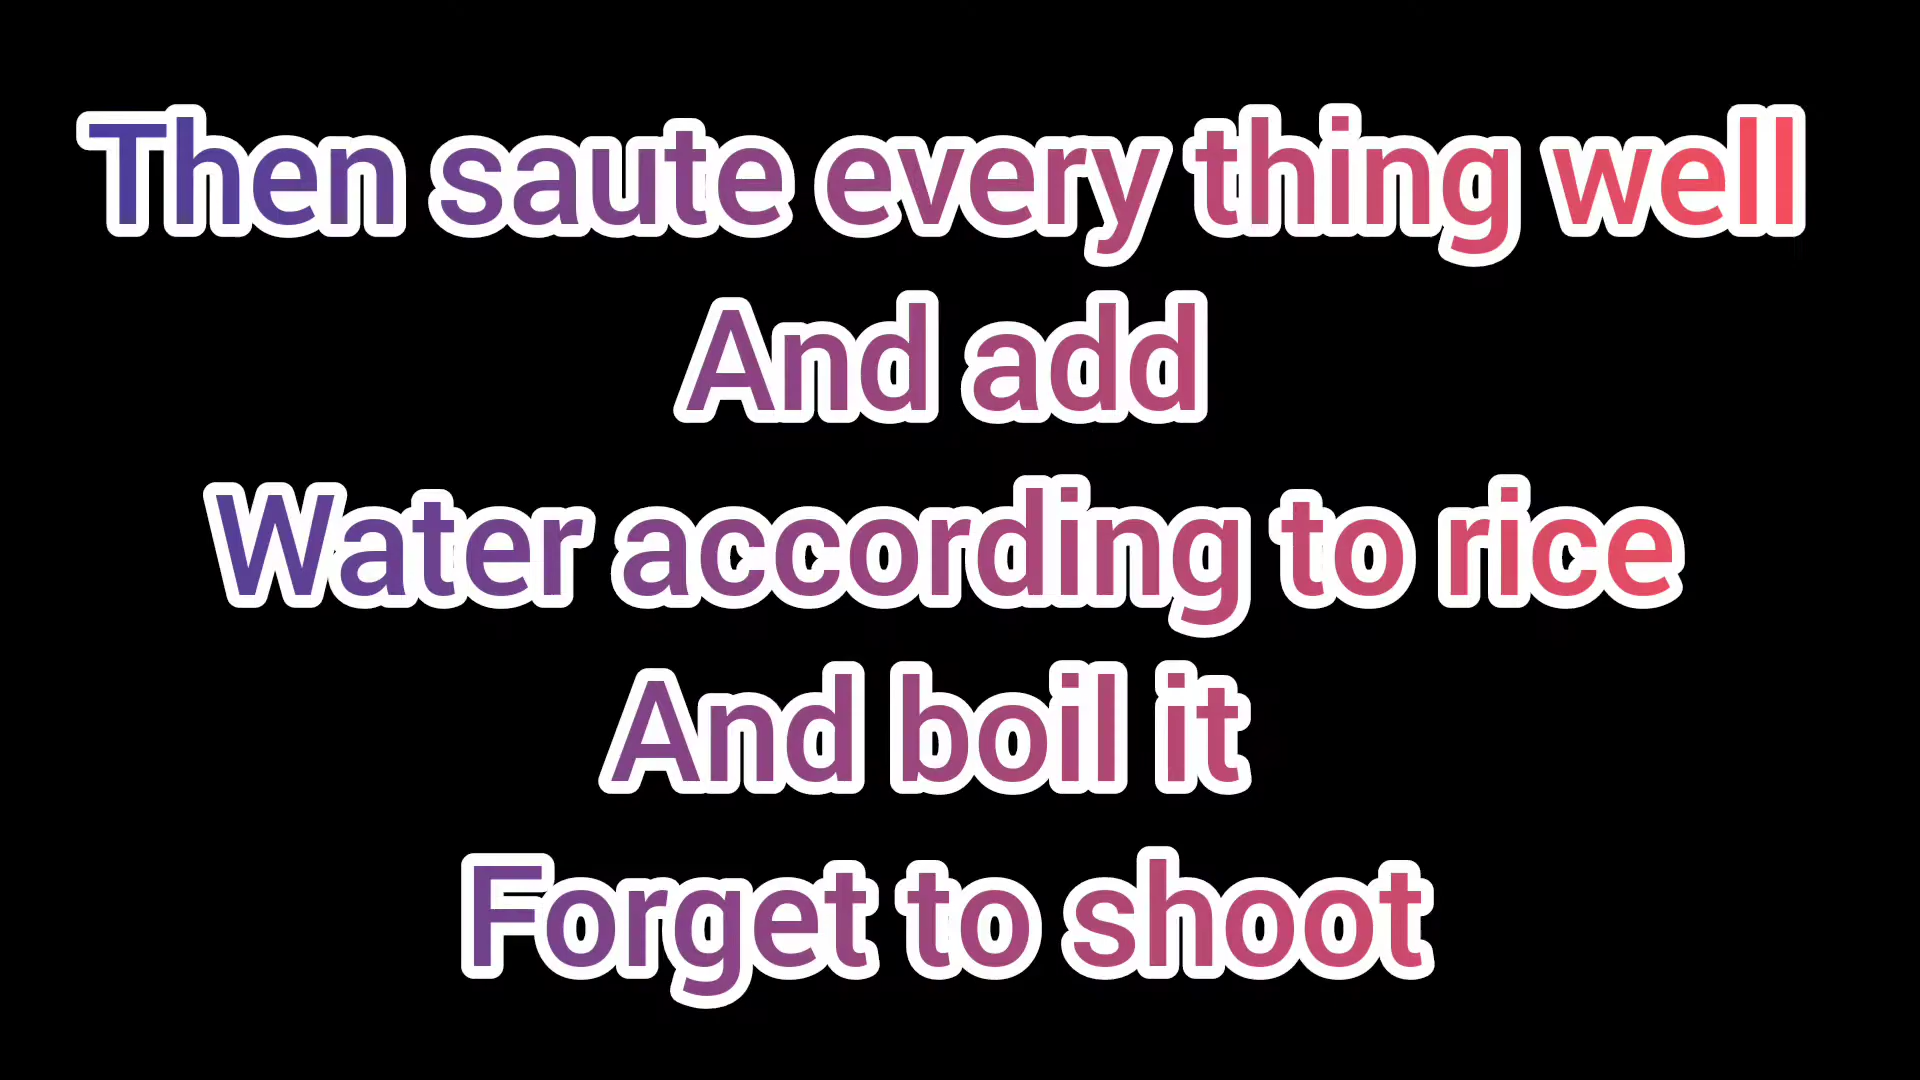 Then saute every thing well
And add
Water according to rice
And boil it
Forget to shoot